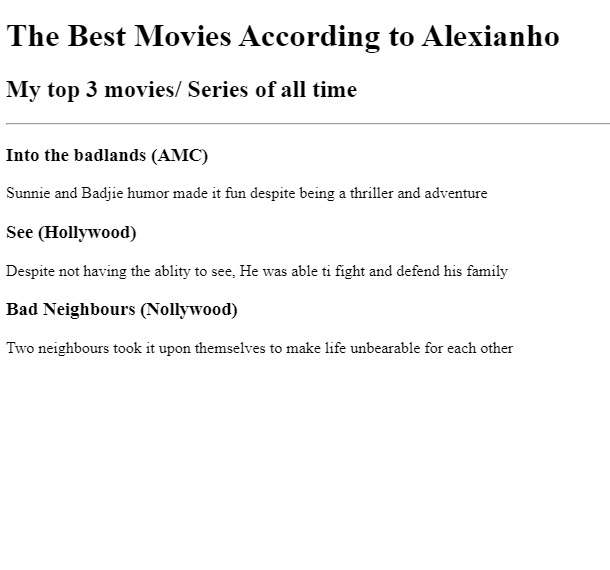 The Best Movies According to Alexianho
My top 3 movies/ Series of all time
Into the badlands (AMC)
Sunnie and Badjie humor made it fun despite being a thriller and adventure
See (Hollywood)
Despite not having the ablity to see, He was able ti fight and defend his family
Bad Neighbours (Nollywood)
Two neighbours took it upon themselves to make life unbearable for each other